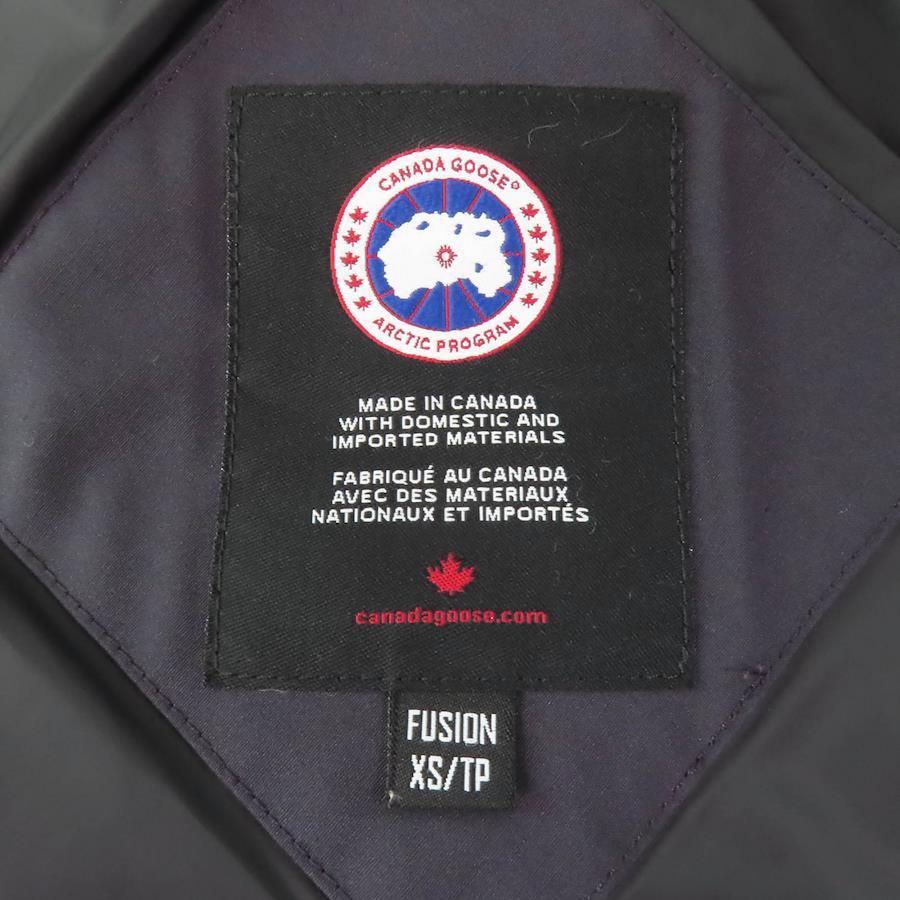 CANADA GOOSE®
ARCTIC PROGRAM
MADE IN CANADA
WITH DOMESTIC AND
IMPORTED MATERIALS
FABRIQUÉ AU CANADA
AVEC DES MATERIAUX
NATIONAUX ET IMPORTÉS
canadagoose.com
FUSION
XS/TP